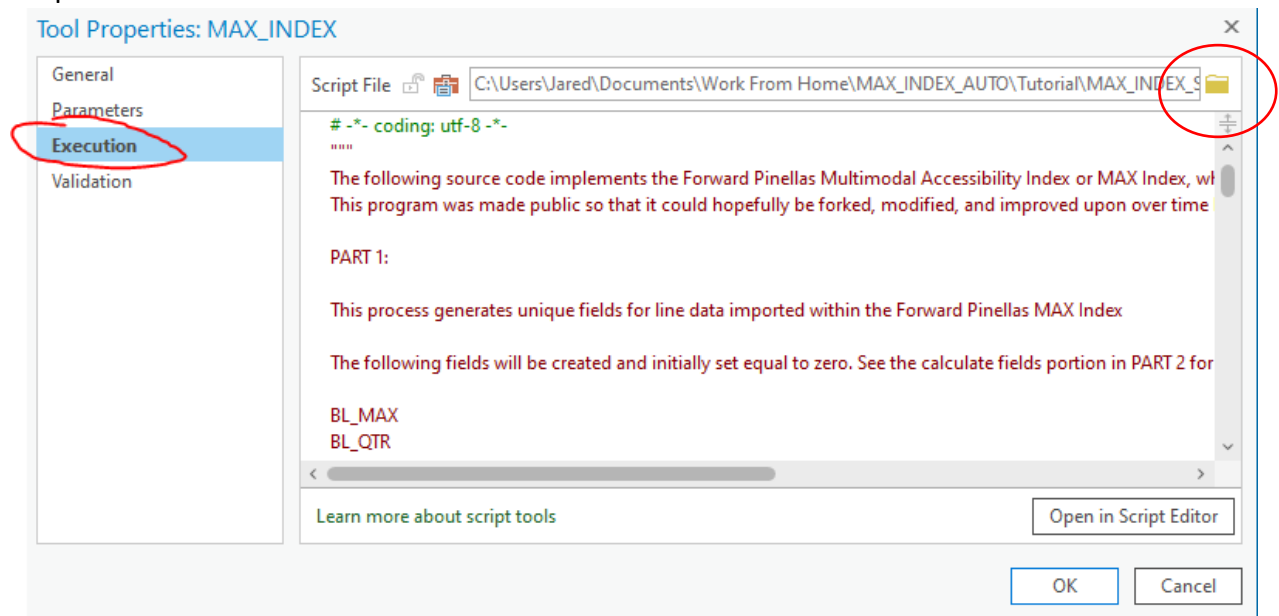 Tool Properties: MAX_INDEX
General
Parameters
Execution
Validation
Script File C:\Users\Jared\Documents\Work From Home\MAX_INDEX_AUTO\Tutorial\MAX_INDEX_S
# -*- coding: utf-8 -*-
"""
The following source code implements the Forward Pinellas Multimodal Accessibility Index or MAX Index, wh
This program was made public so that it could hopefully be forked, modified, and improved upon over time
PART 1:
This process generates unique fields for line data imported within the Forward Pinellas MAX Index
The following fields will be created and initially set equal to zero. See the calculate fields portion in PART 2 for
BL_MAX
BL_QTR
Learn more about script tools
Open in Script Editor
OK Cancel